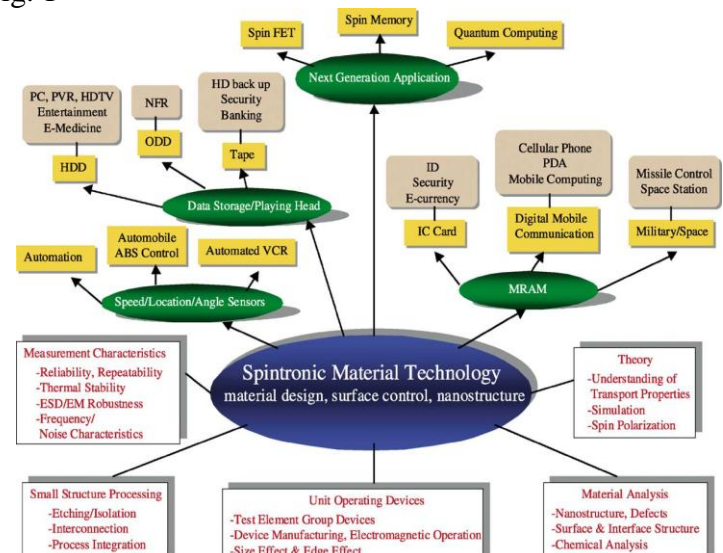 Spin FET
Spin Memory
Quantum Computing
Next Generation Application
PC, PVR, HDTV
Entertainment
E-Medicine
HDD
NFR
ODD
HD back up
Security
Banking
Tape
Data Storage/Playing Head
ID
Security
E-currency
IC Card
Cellular Phone
PDA
Mobile Computing
Digital Mobile
Communication
Missile Control
Space Station
Military/Space
MRAM
Automation
Automobile
ABS Control
Automated VCR
Speed/Location/Angle Sensors
Spintronic Material Technology
material design, surface control, nanostructure
Measurement Characteristics
-Reliability, Repeatability
-Thermal Stability
-ESD/EM Robustness
-Frequency/
Noise Characteristics
Theory
-Understanding of
Transport Properties
-Simulation
-Spin Polarization
Small Structure Processing
-Etching/Isolation
-Interconnection
-Process Integration
Unit Operating Devices
-Test Element Group Devices
-Device Manufacturing, Electromagnetic Operation
-Size Effect & Edge Effect
Material Analysis
-Nanostructure, Defects
-Surface & Interface Structure
-Chemical Analysis